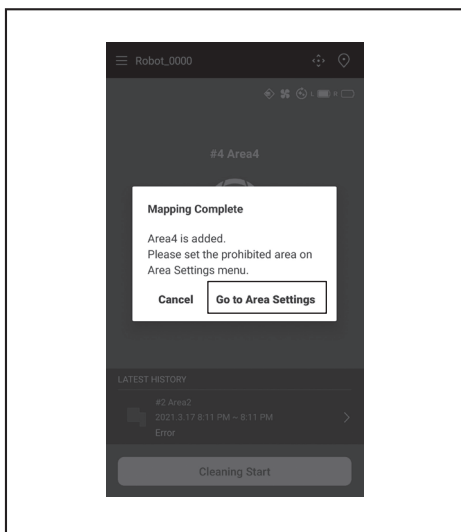 Robot_0000
L R
#4 Area4
Mapping Complete
Area4 is added.
Please set the prohibited area on
Area Settings menu.
Cancel Go to Area Settings
LATEST HISTORY
#2 Area2
2021.3.17 8:11 PM ~ 8:11 PM
Error
Cleaning Start